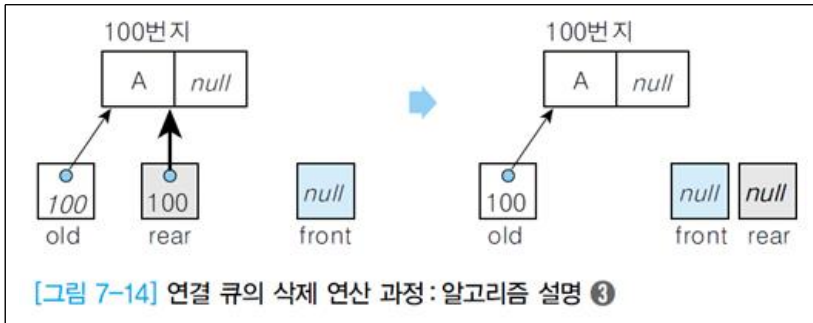 100번지 100번지
A null A null
100 100 null 100 null null
old rear front old front rear
[그림 7-14] 연결 큐의 삭제 연산 과정 : 알고리즘 설명 ❸